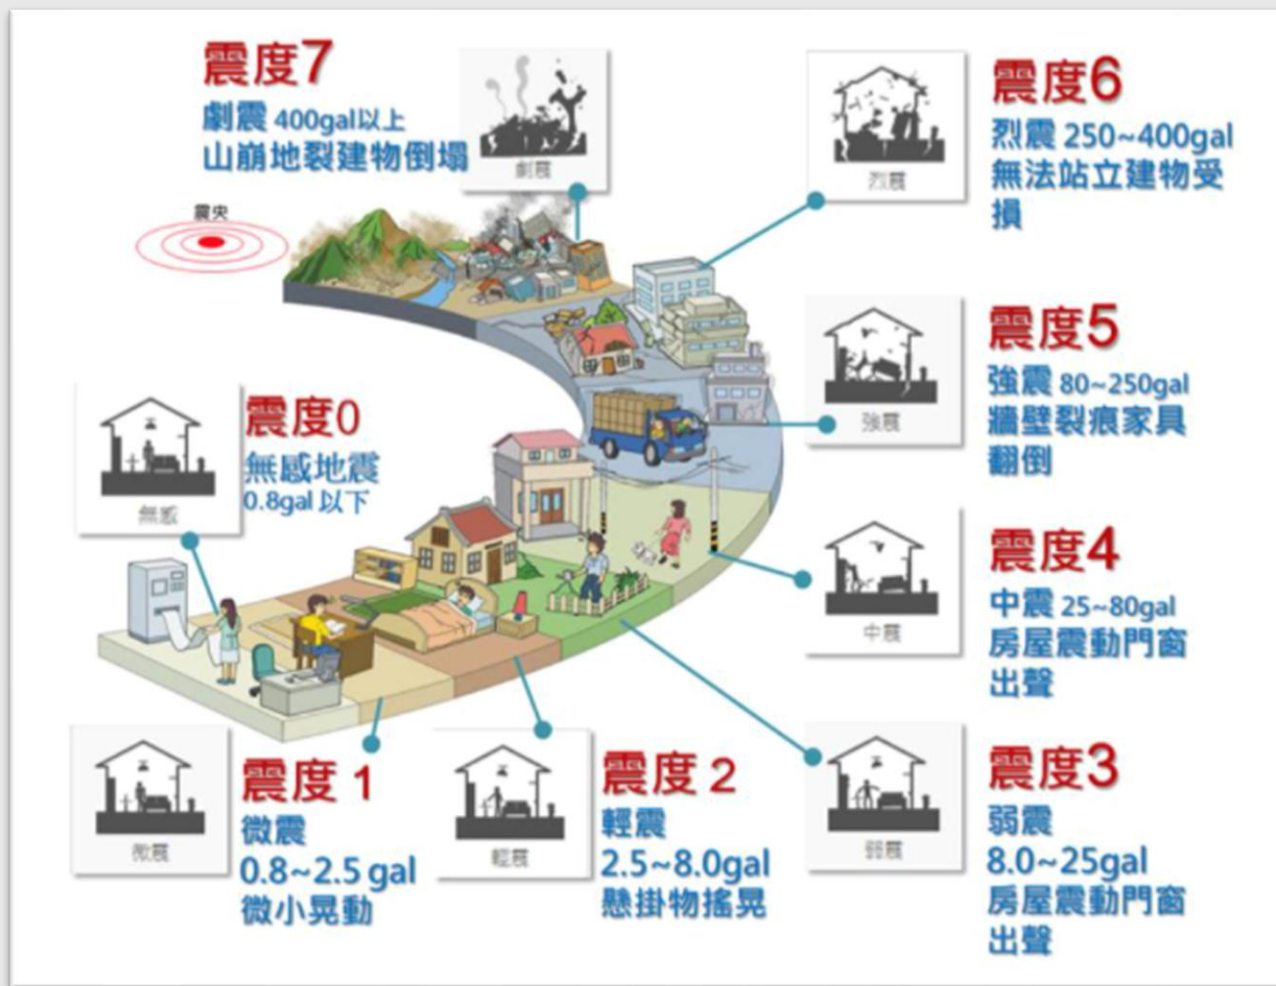 震度7
劇震 400gal以上
山崩地裂建物倒塌
劇震
震央
震度6
烈震 250~400gal
無法站立建物受
損
烈震
震度5
強震 80~250gal
牆壁裂痕家具
翻倒
強震
震度0
無感地震
0.8gal 以下
無感
震度4
中震 25~80gal
房屋震動門窗
出聲
中震
震度3
弱震
8.0~25gal
房屋震動門窗
出聲
弱震
震度 1
微震
0.8~2.5 gal
微小晃動
微震
震度 2
輕震
2.5~8.0gal
懸掛物搖晃
輕震